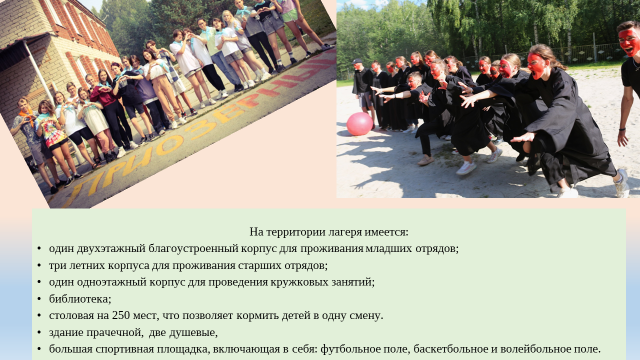 ПРИОЗЕРНЫЙ
На территории лагеря имеется:
• один двухэтажный благоустроенный корпус для проживания младших отрядов;
• три летних корпуса для проживания старших отрядов;
• один одноэтажный корпус для проведения кружковых занятий;
• библиотека;
• столовая на 250 мест, что позволяет кормить детей в одну смену.
• здание прачечной, две душевые,
• большая спортивная площадка, включающая в себя: футбольное поле, баскетбольное и волейбольное поле.